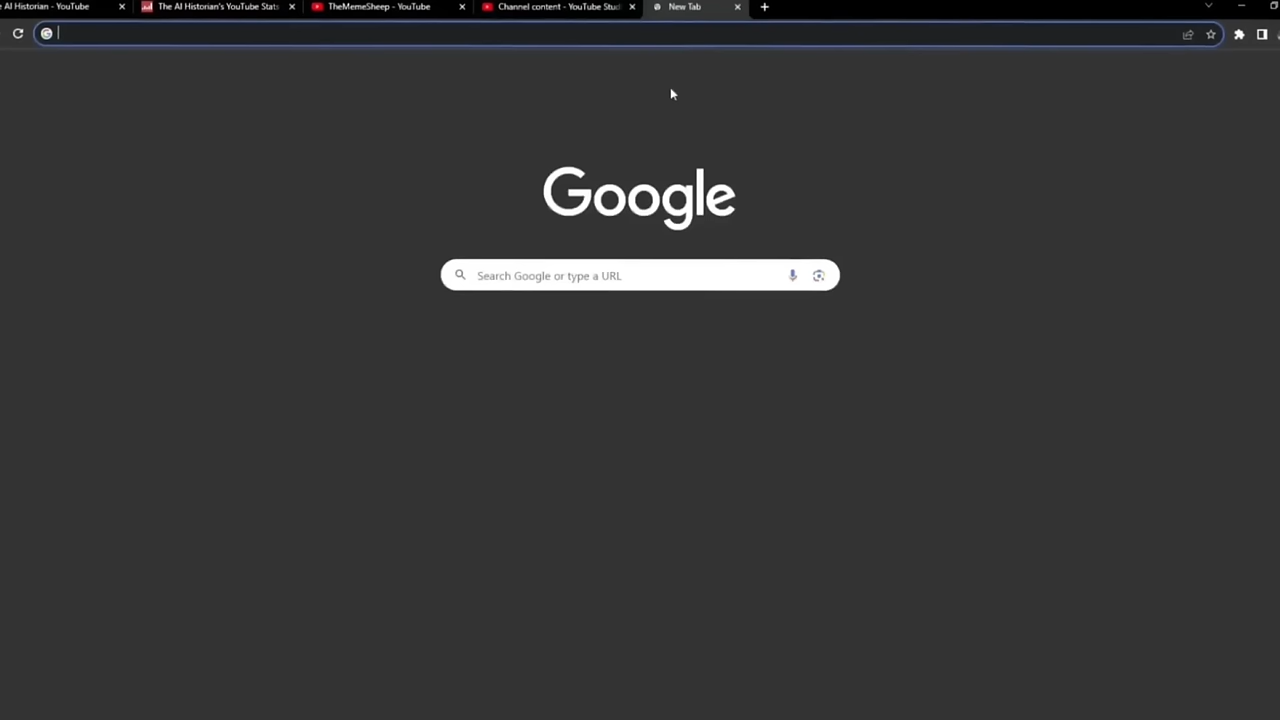 AI Historian - YouTube
The AI Historian's YouTube Stats
TheMemeSheep - YouTube
Channel content - YouTube Stud
New Tab
Google
Search Google or type a URL